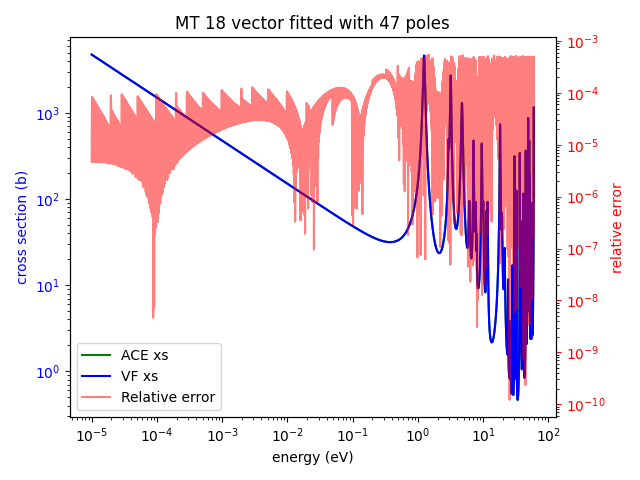 MT 18 vector fitted with 47 poles
cross section (b)
10^3
10^2
10^1
10^0
10^-3
10^-4
10^-5
10^-6
10^-7
10^-8
10^-9
10^-10
relative error
ACE xs
VF xs
Relative error
10^-5 10^-4 10^-3 10^-2 10^-1 10^0 10^1 10^2
energy (eV)